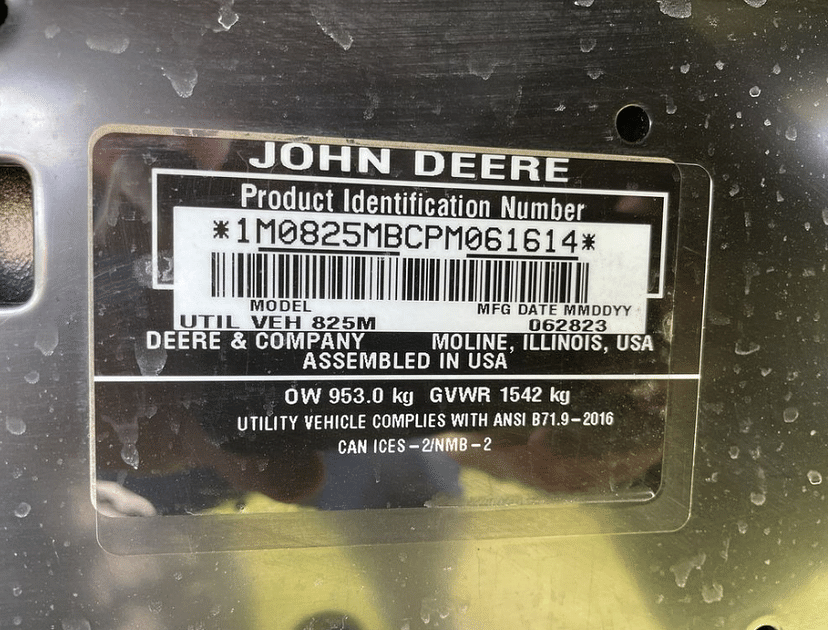 JOHN DEERE
Product Identification Number
*1M0825MBCPM061614*
MODEL MFG DATE MMDDYY
UTIL VEH 825M 062823
DEERE & COMPANY MOLINE, ILLINOIS, USA
ASSEMBLED IN USA
OW 953.0 kg GVWR 1542 kg
UTILITY VEHICLE COMPLIES WITH ANSI B71.9-2016
CAN ICES-2/NMB-2